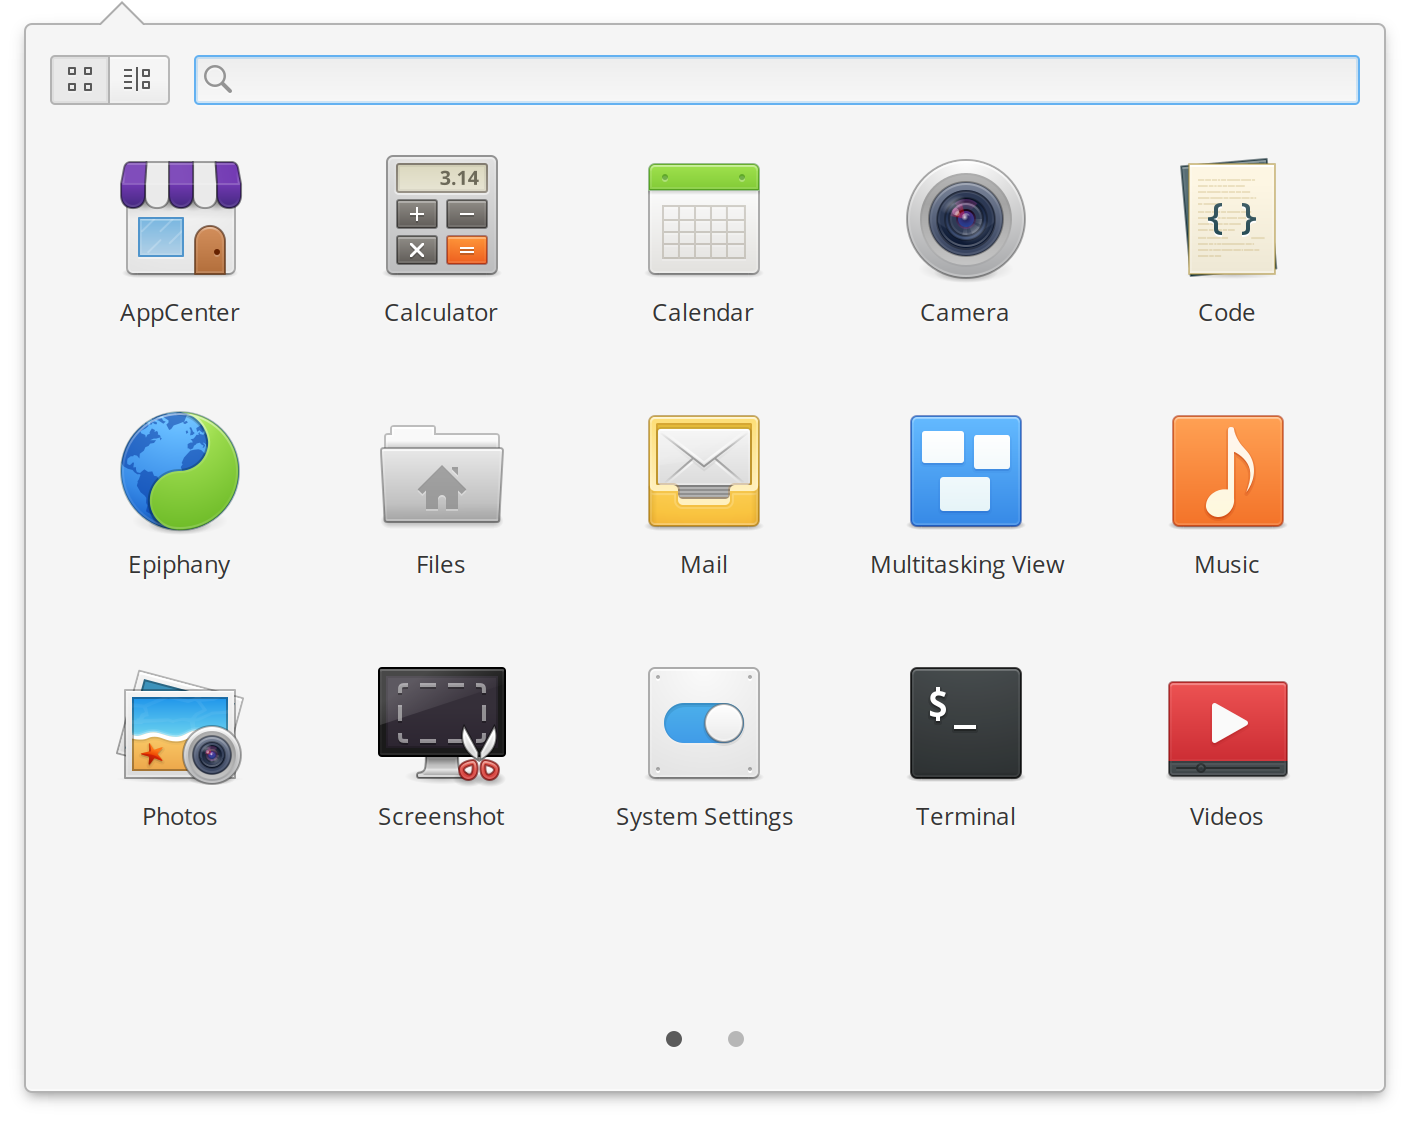 3.14
AppCenter
Calculator
Calendar
Camera
{ }
Code
Epiphany
Files
Mail
Multitasking View
Music
Photos
Screenshot
System Settings
$_
Terminal
Videos